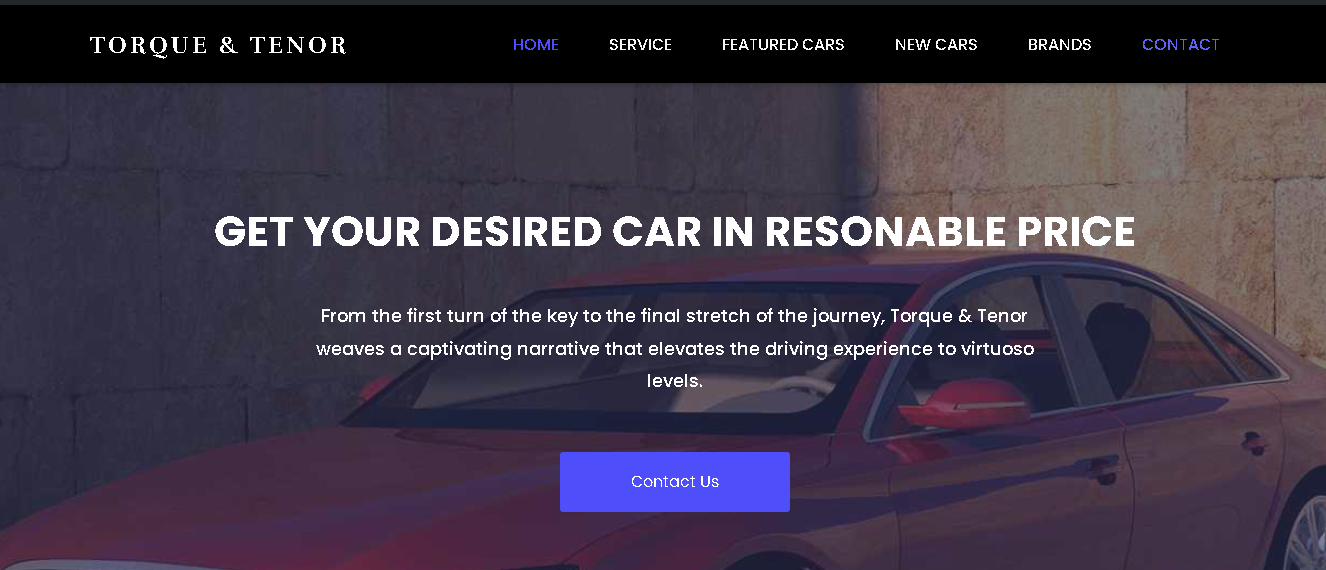 TORQUE & TENOR
HOME SERVICE FEATURED CARS NEW CARS BRANDS CONTACT
GET YOUR DESIRED CAR IN RESONABLE PRICE
From the first turn of the key to the final stretch of the journey, Torque & Tenor
weaves a captivating narrative that elevates the driving experience to virtuoso
levels.
Contact Us